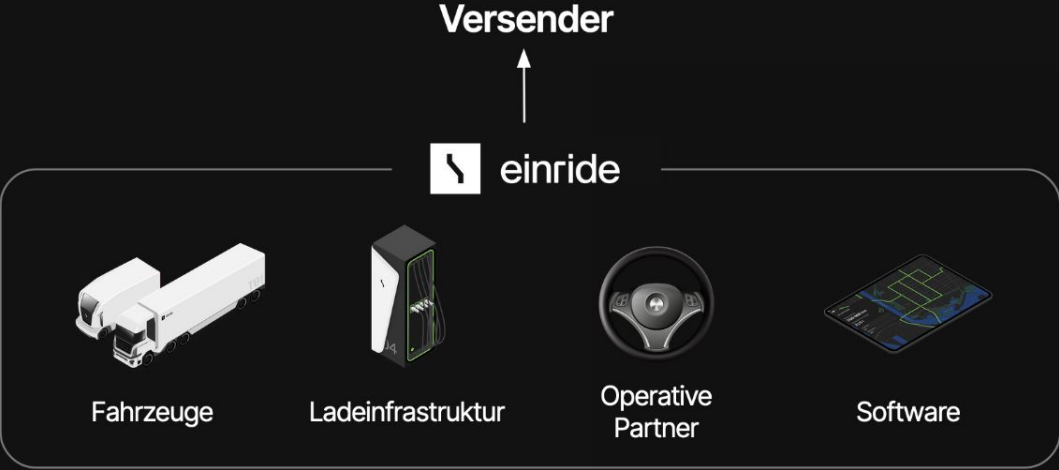 Versender
einride
Fahrzeuge
Ladeinfrastruktur
Operative
Partner
Software